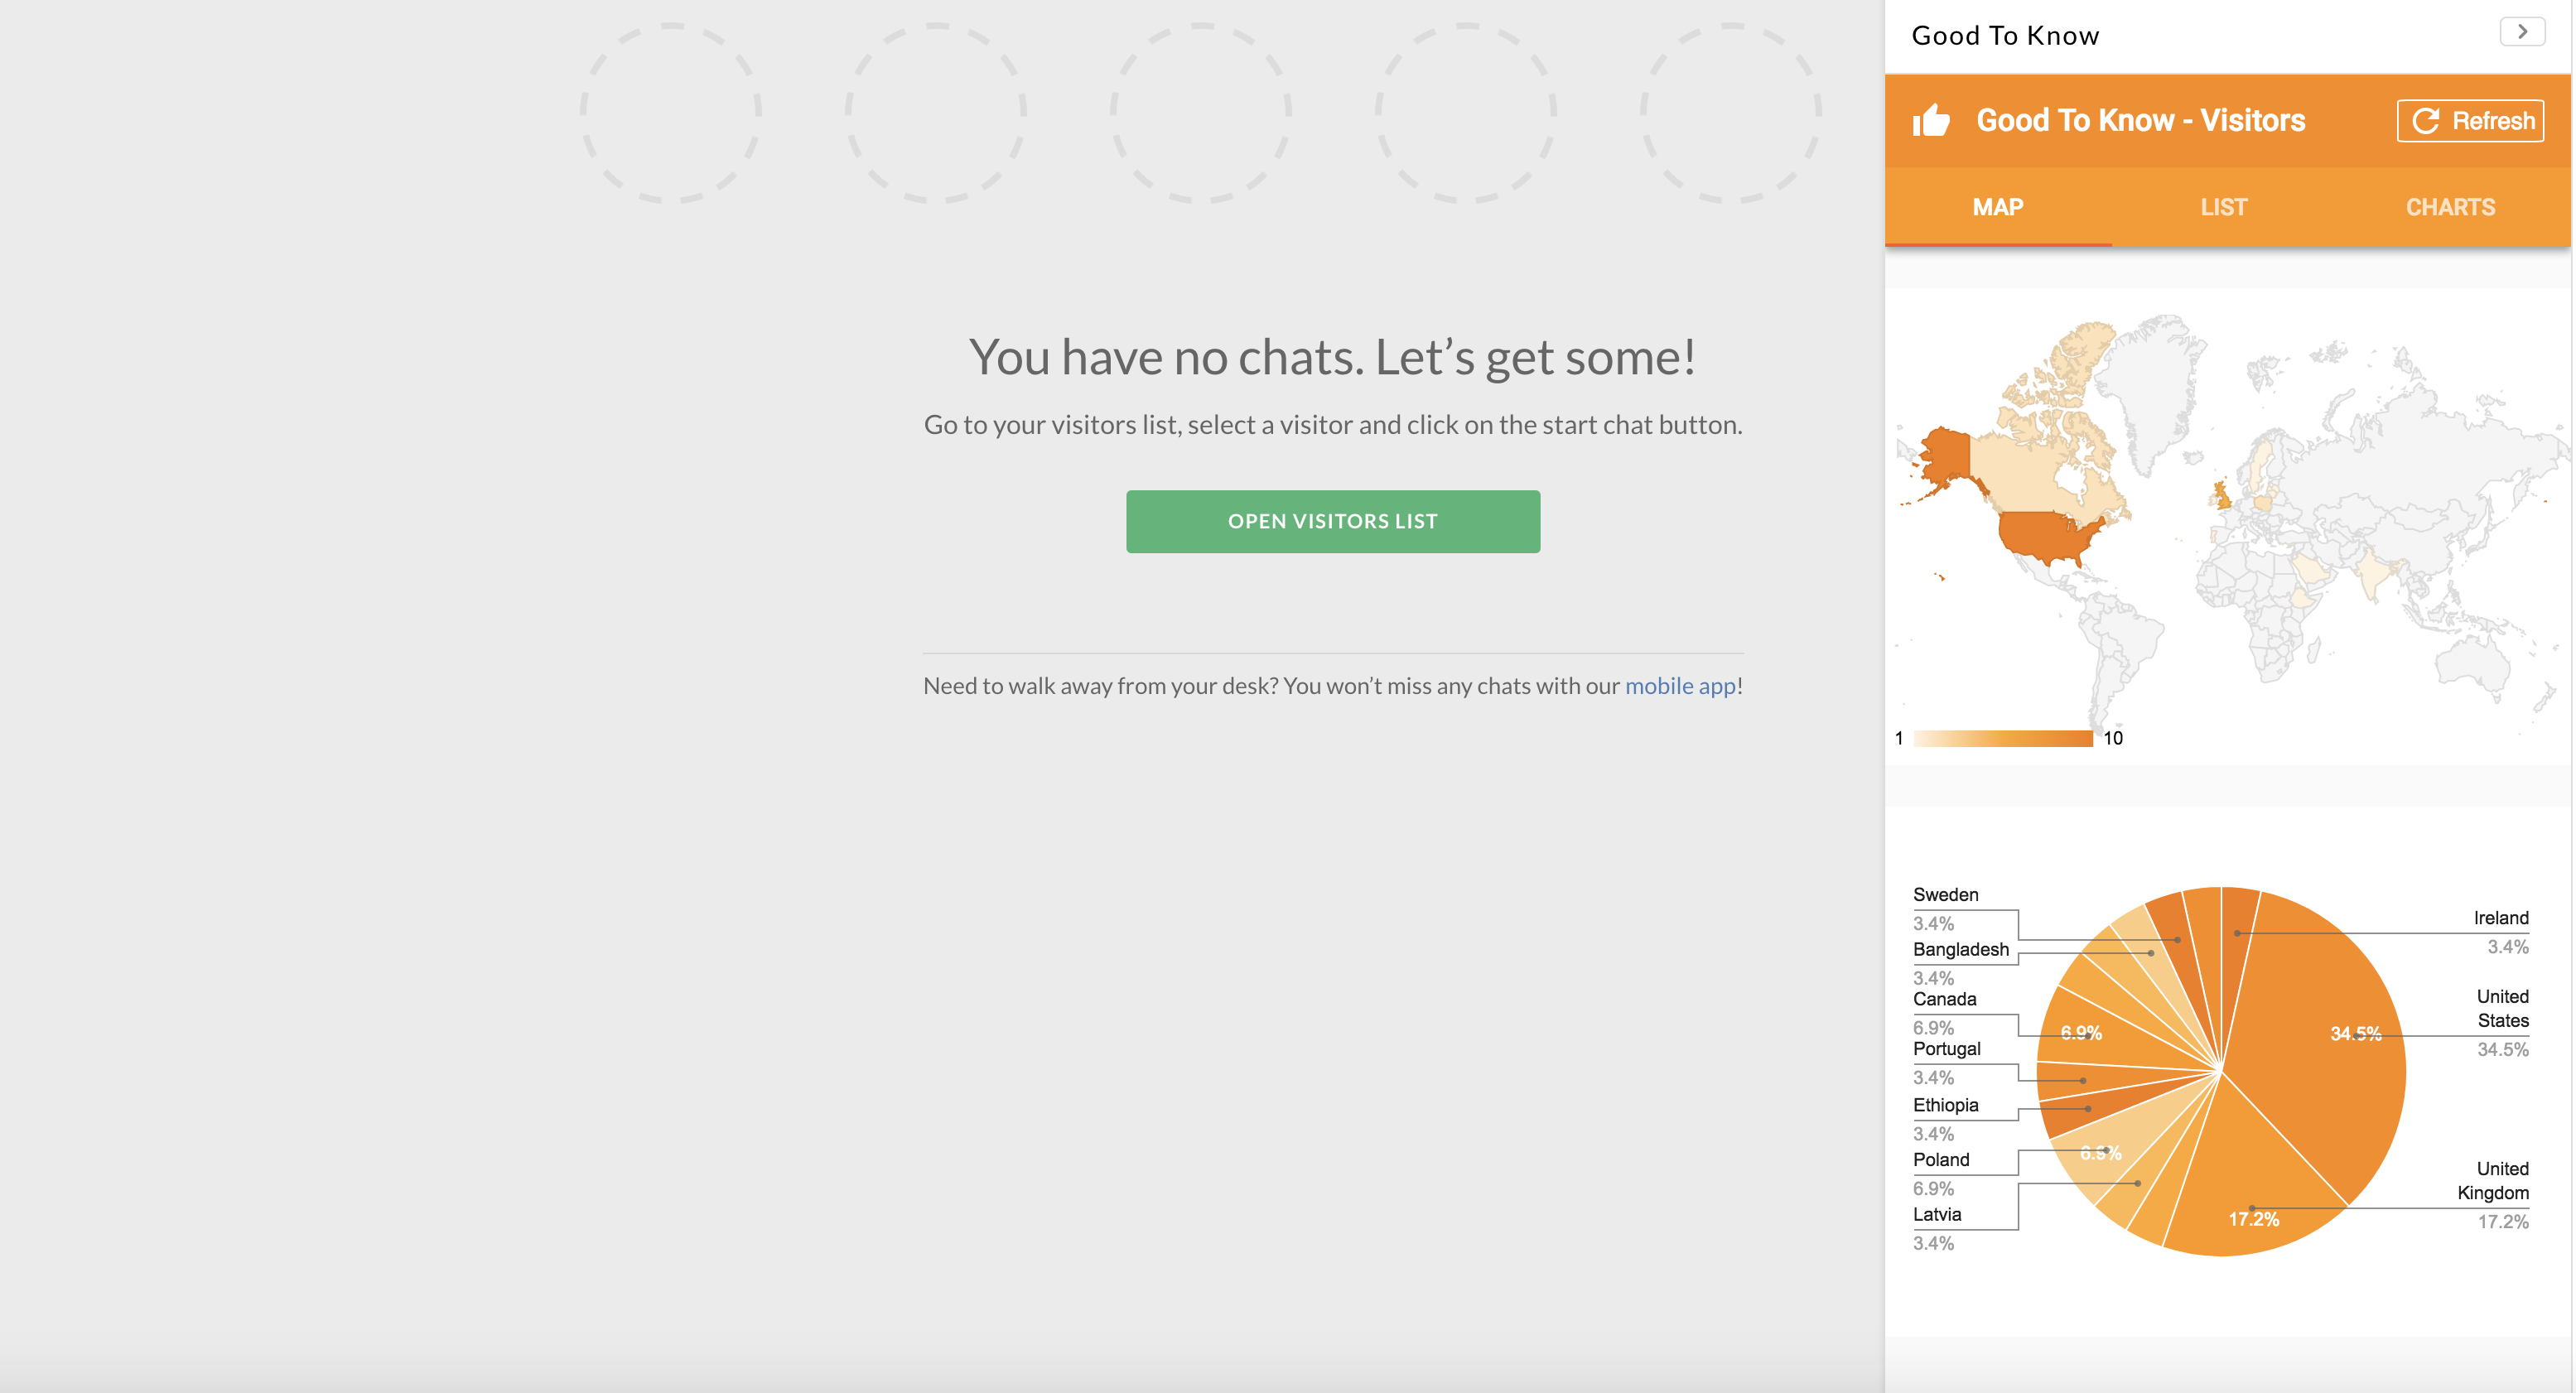 Good To Know
Good To Know - Visitors
Refresh
MAP
LIST
CHARTS
You have no chats. Let’s get some!
Go to your visitors list, select a visitor and click on the start chat button.
OPEN VISITORS LIST
Need to walk away from your desk? You won’t miss any chats with our mobile app!
1
10
Sweden
3.4%
Bangladesh
3.4%
Canada
6.9%
Portugal
3.4%
Ethiopia
3.4%
Poland
6.9%
Latvia
3.4%
6.9%
6.9%
34.5%
17.2%
Ireland
3.4%
United
States
34.5%
United
Kingdom
17.2%